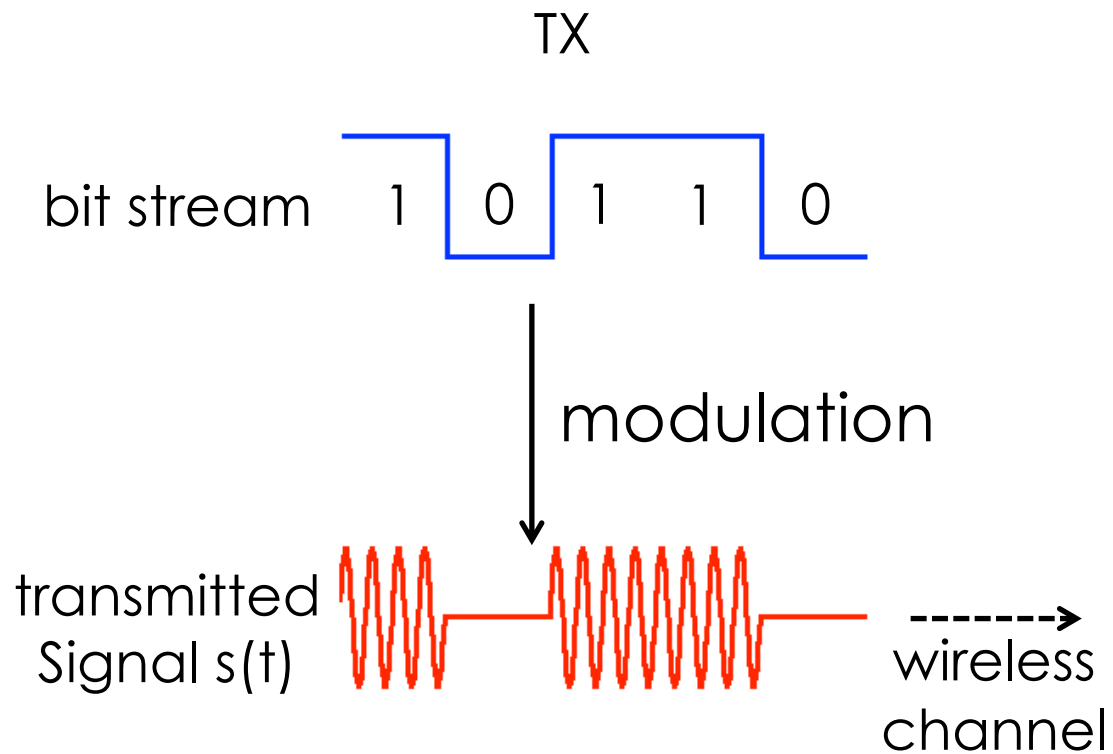 TX
bit stream
1 0 1 1 0
modulation
transmitted
Signal s(t)
wireless
channel